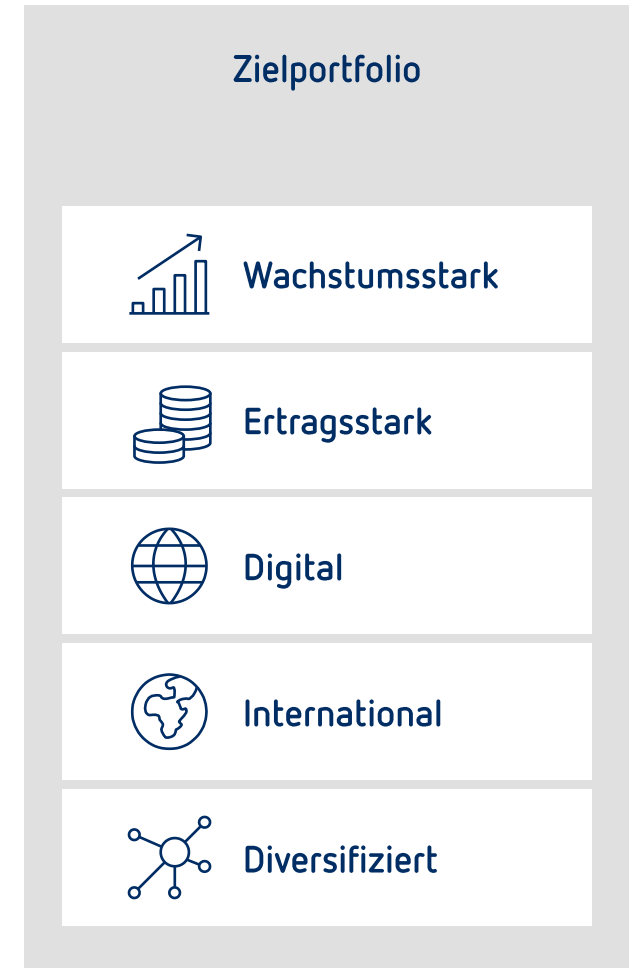 Zielportfolio
Wachstumsstark
Ertragsstark
Digital
International
Diversifiziert